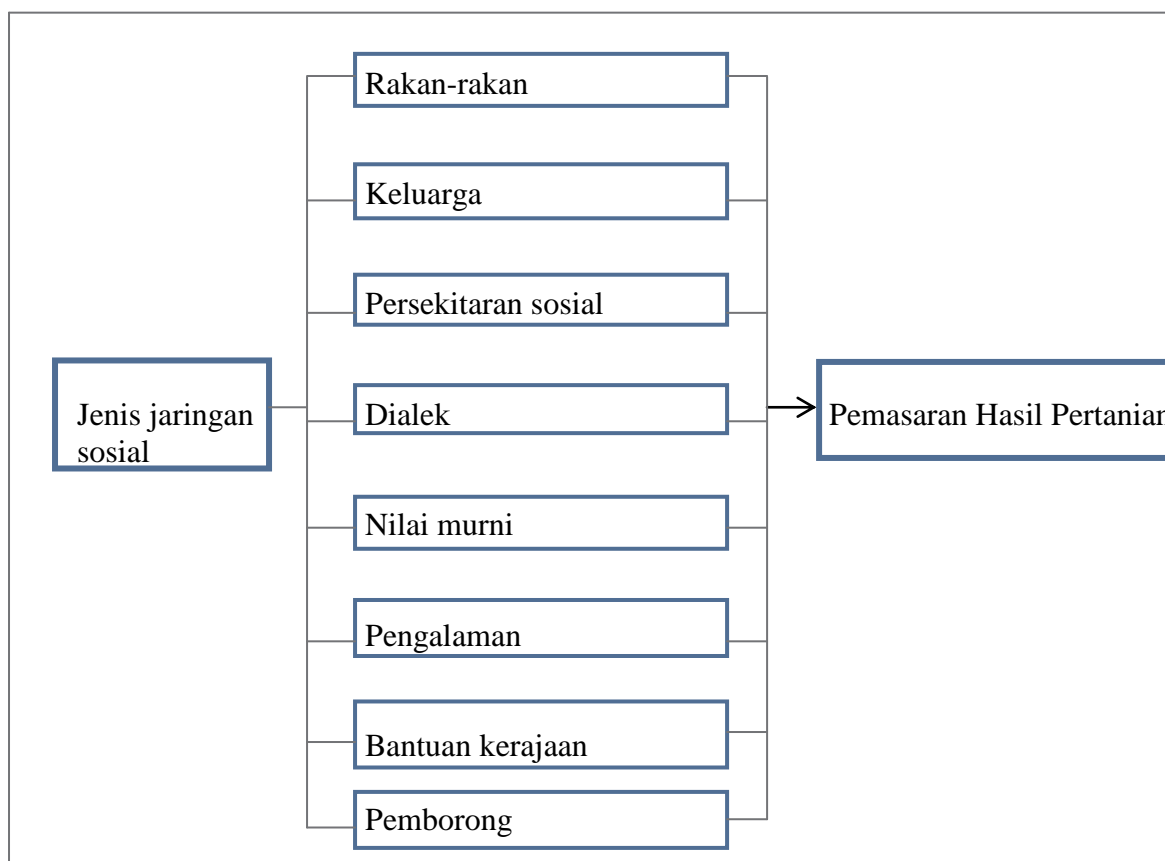 Rakan-rakan
Keluarga
Persekitaran sosial
Jenis jaringan
sosial
Dialek
Pemasaran Hasil Pertanian
Nilai murni
Pengalaman
Bantuan kerajaan
Pemborong